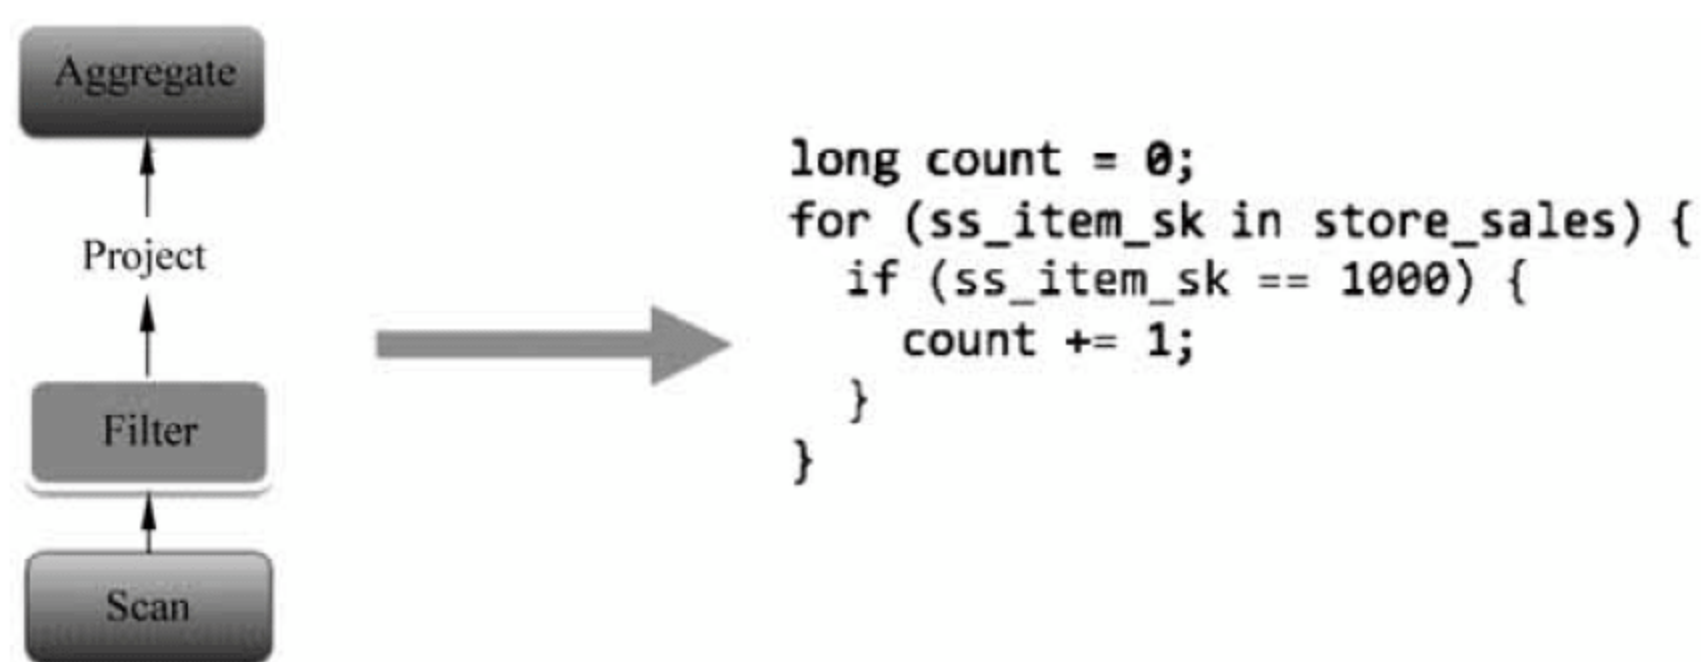 Aggregate
Project
Filter
Scan
long count = 0;
for (ss_item_sk in store_sales) {
if (ss_item_sk == 1000) {
count += 1;
}
}